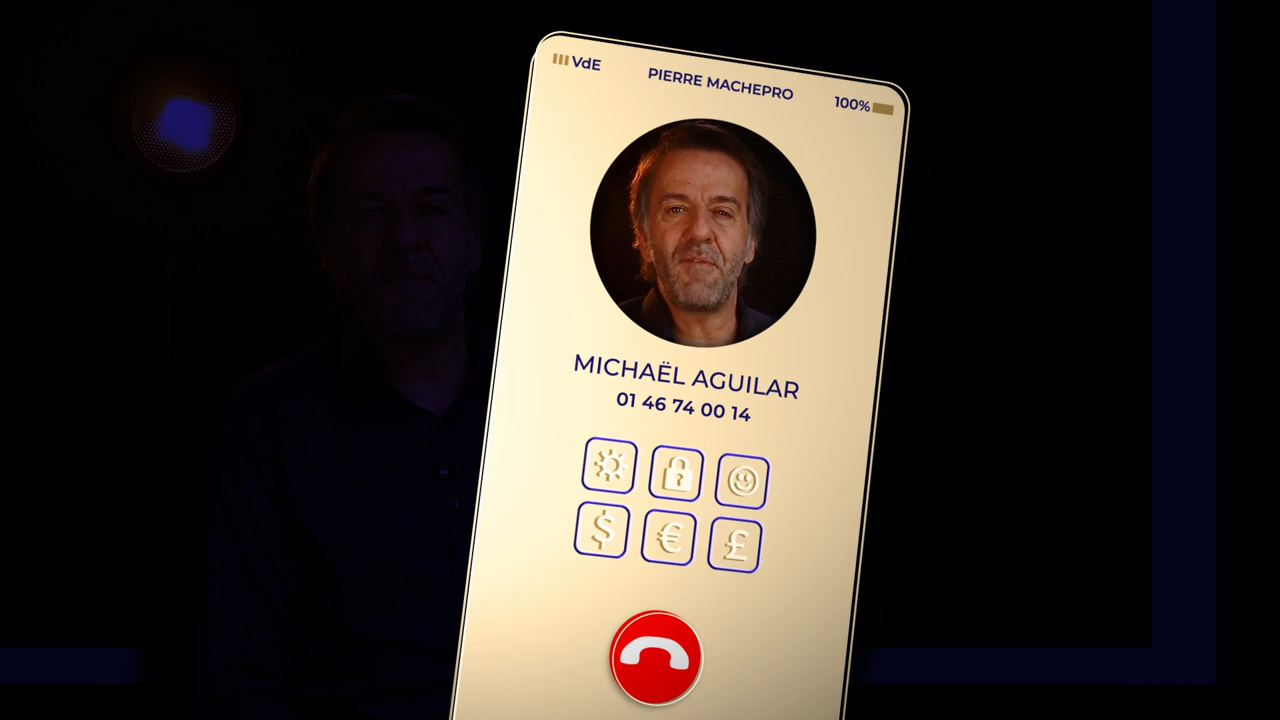 VdE
PIERRE MACHEPRO
100%
MICHAËL AGUILAR
01 46 74 00 14
?
$
€
£